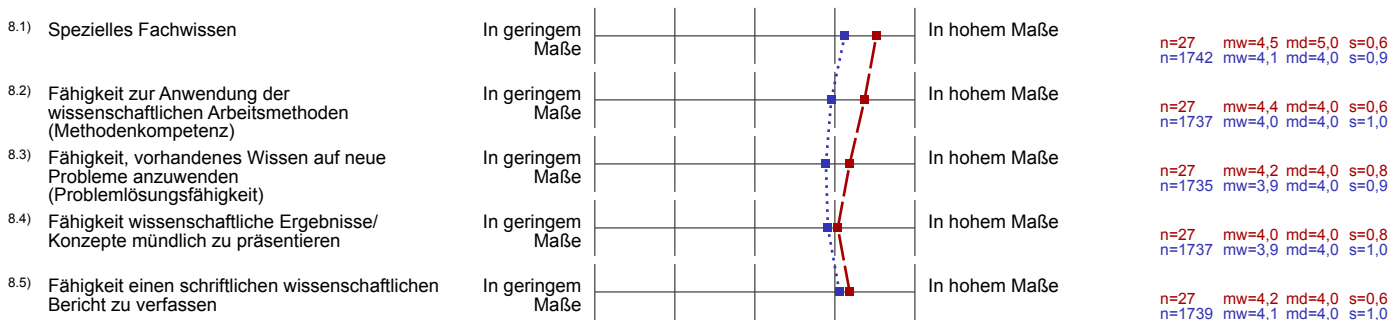 8.1) Spezielles Fachwissen
In geringem
Maße
In hohem Maße
n=27 mw=4,5 md=5,0 s=0,6
n=1742 mw=4,1 md=4,0 s=0,9
8.2) Fähigkeit zur Anwendung der
wissenschaftlichen Arbeitsmethoden
(Methodenkompetenz)
In geringem
Maße
In hohem Maße
n=27 mw=4,4 md=4,0 s=0,6
n=1737 mw=4,0 md=4,0 s=1,0
8.3) Fähigkeit, vorhandenes Wissen auf neue
Probleme anzuwenden
(Problemlösungsfähigkeit)
In geringem
Maße
In hohem Maße
n=27 mw=4,2 md=4,0 s=0,8
n=1735 mw=3,9 md=4,0 s=0,9
8.4) Fähigkeit wissenschaftliche Ergebnisse/
Konzepte mündlich zu präsentieren
In geringem
Maße
In hohem Maße
n=27 mw=4,0 md=4,0 s=0,8
n=1737 mw=3,9 md=4,0 s=1,0
8.5) Fähigkeit einen schriftlichen wissenschaftlichen
Bericht zu verfassen
In geringem
Maße
In hohem Maße
n=27 mw=4,2 md=4,0 s=0,6
n=1739 mw=4,1 md=4,0 s=1,0